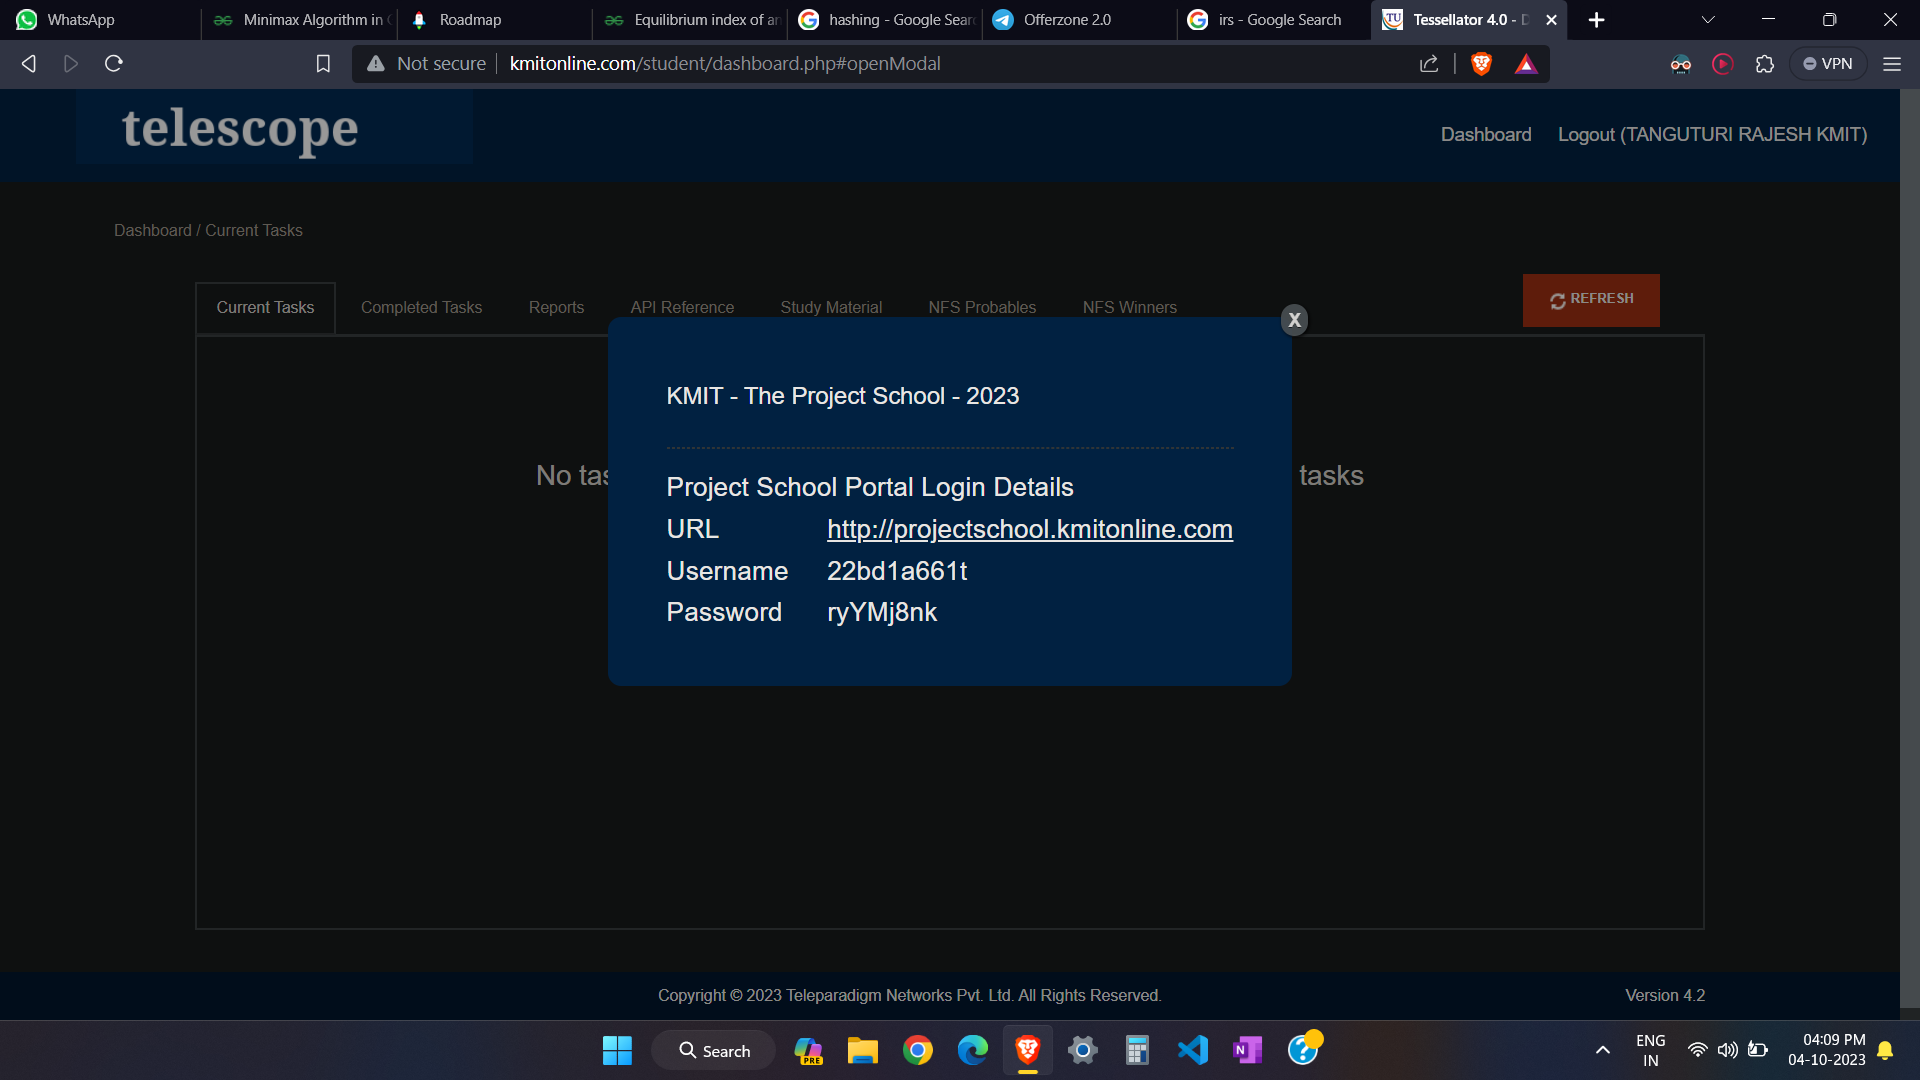 WhatsApp
Minimax Algorithm in
Roadmap
Equilibrium index of an
hashing - Google Sear
Offerzone 2.0
irs - Google Search
Tessellator 4.0 - D
Not secure
kmitonline.com/student/dashboard.php#openModal
VPN
telescope
Dashboard
Logout (TANGUTURI RAJESH KMIT)
Dashboard / Current Tasks
Current Tasks
Completed Tasks
Reports
API Reference
Study Material
NFS Probables
NFS Winners
REFRESH
X
KMIT - The Project School - 2023
No tas
tasks
Project School Portal Login Details
URL http://projectschool.kmitonline.com
Username 22bd1a661t
Password ryYMj8nk
Copyright © 2023 Teleparadigm Networks Pvt. Ltd. All Rights Reserved.
Version 4.2
Search
PRE
ENG
IN
04:09 PM
04-10-2023